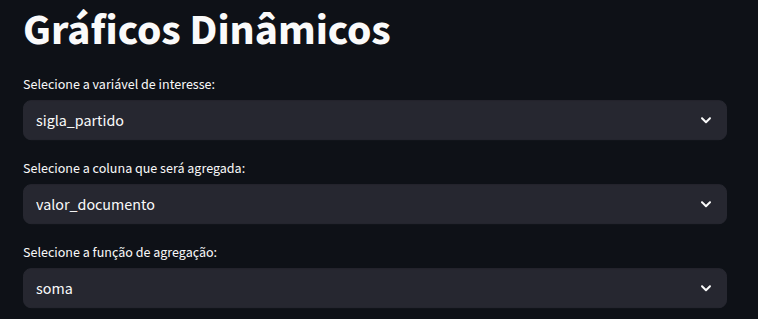 Gráficos Dinâmicos
Selecione a variável de interesse:
sigla_partido
Selecione a coluna que será agregada:
valor_documento
Selecione a função de agregação:
soma